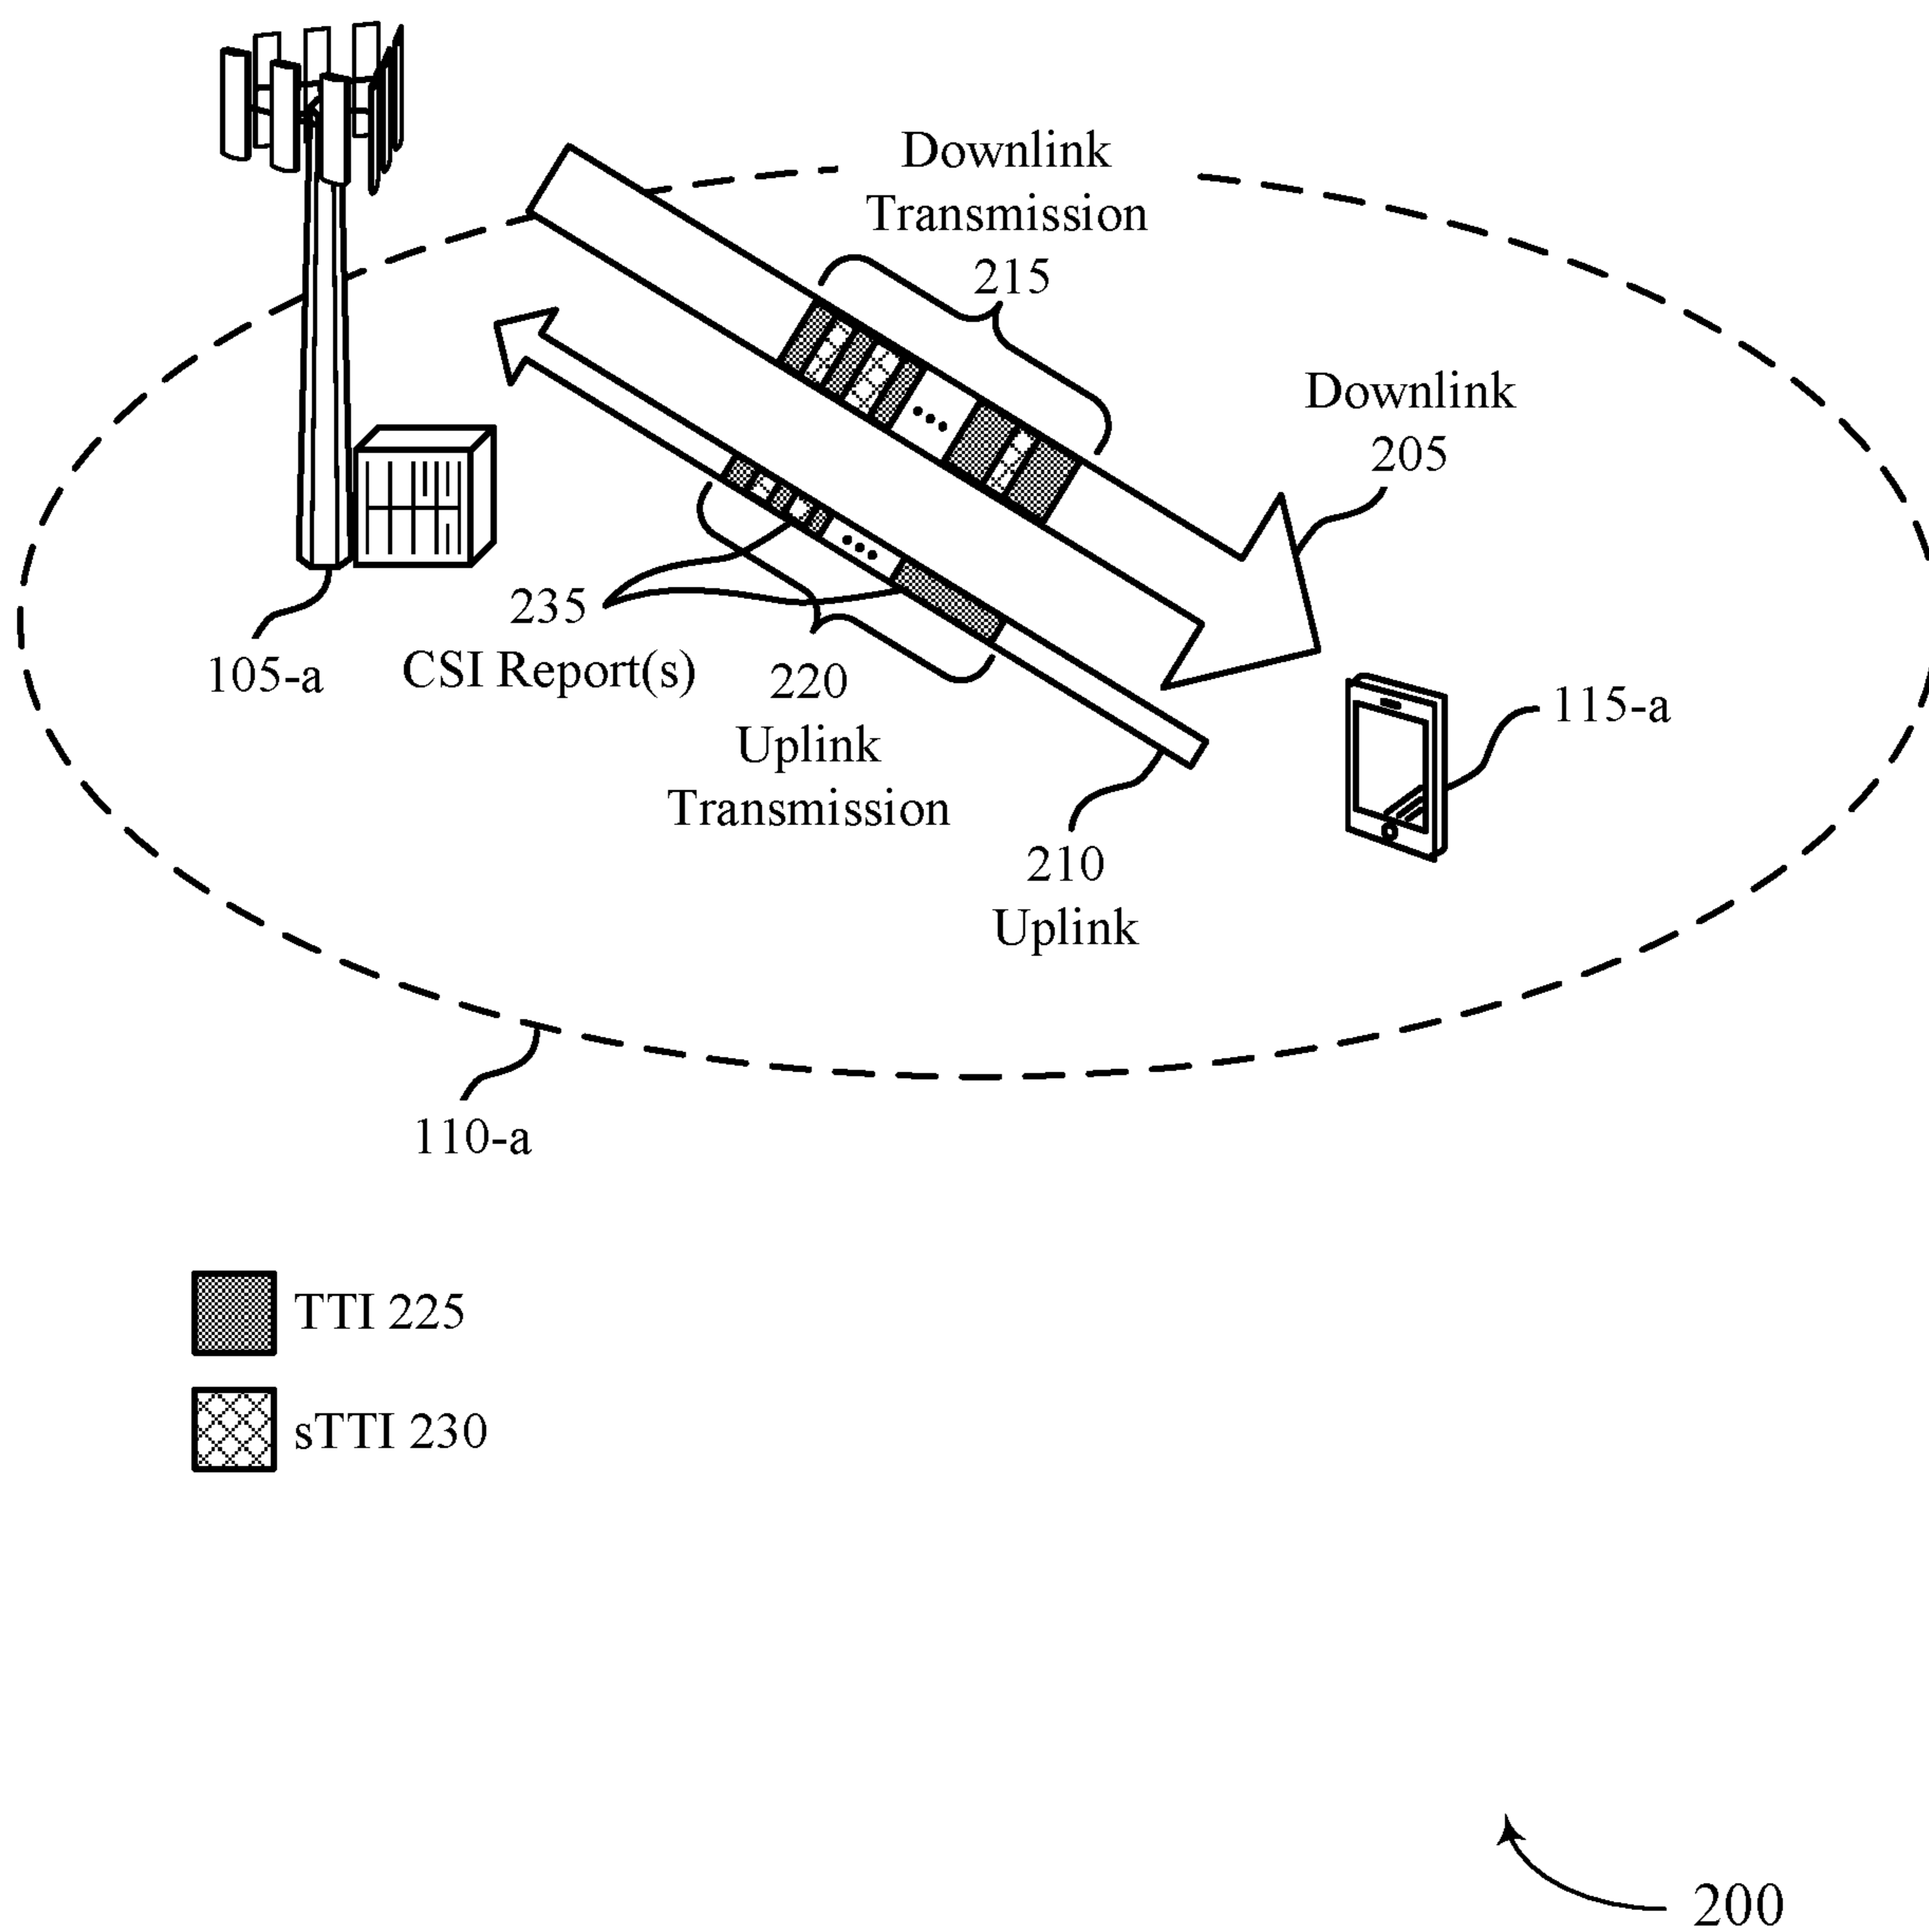 Downlink
Transmission
215
Downlink
205
235
CSI Report(s)
105-a
220
Uplink
Transmission
115-a
210
Uplink
110-a
TTI 225
sTTI 230
200